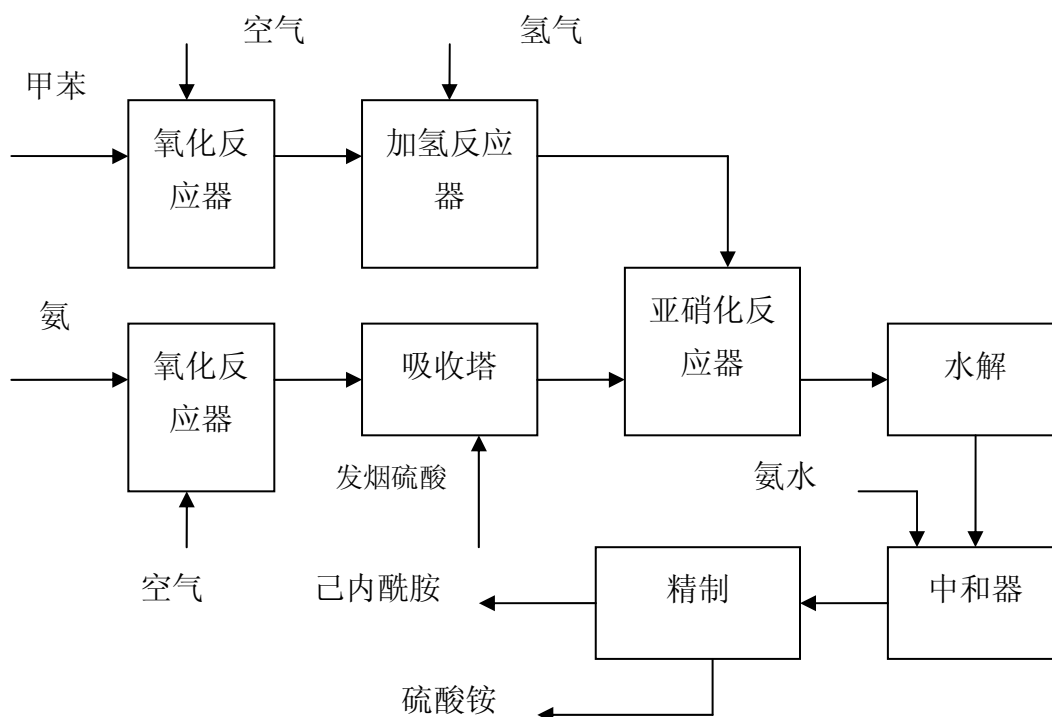 空气
氢气
甲苯
氧化反
应器
加氢反应
器
氨
氧化反
应器
吸收塔
亚硝化反
应器
水解
发烟硫酸
氨水
空气
己内酰胺
精制
中和器
硫酸铵